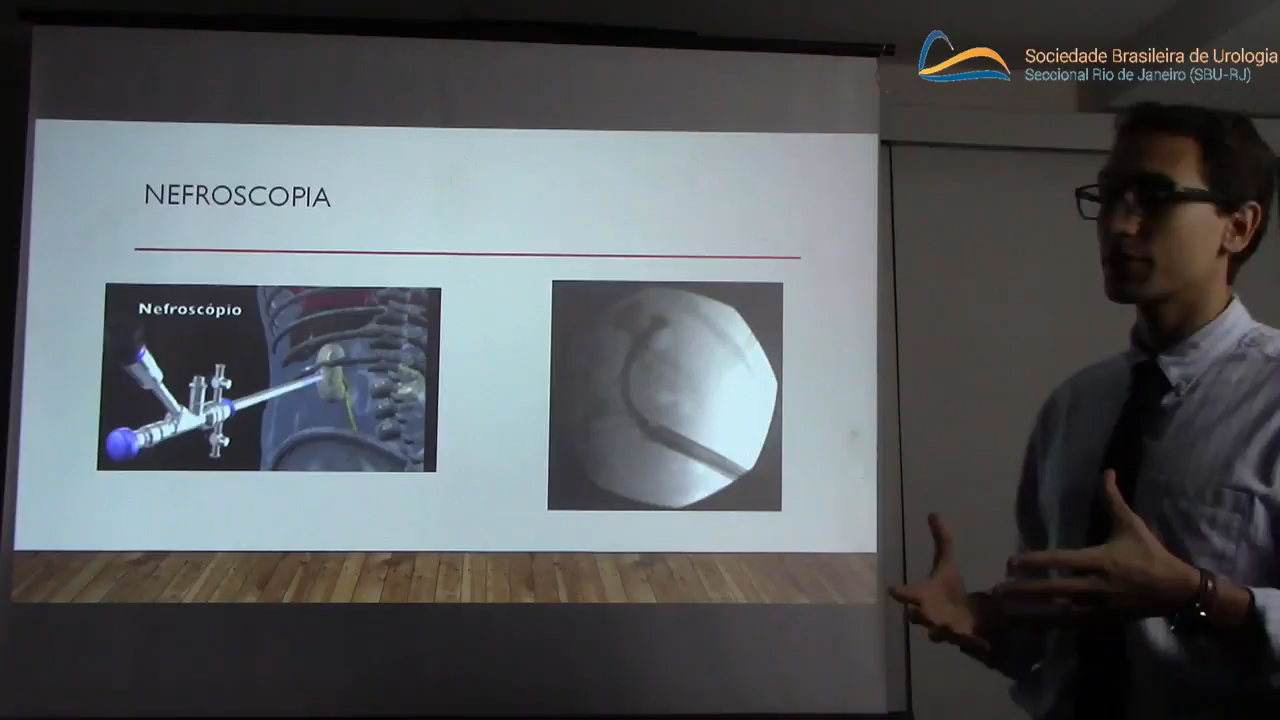 Sociedade Brasileira de Urologia
Seccional Rio de Janeiro (SBU-RJ)
NEFROSCOPIA
Nefroscópio